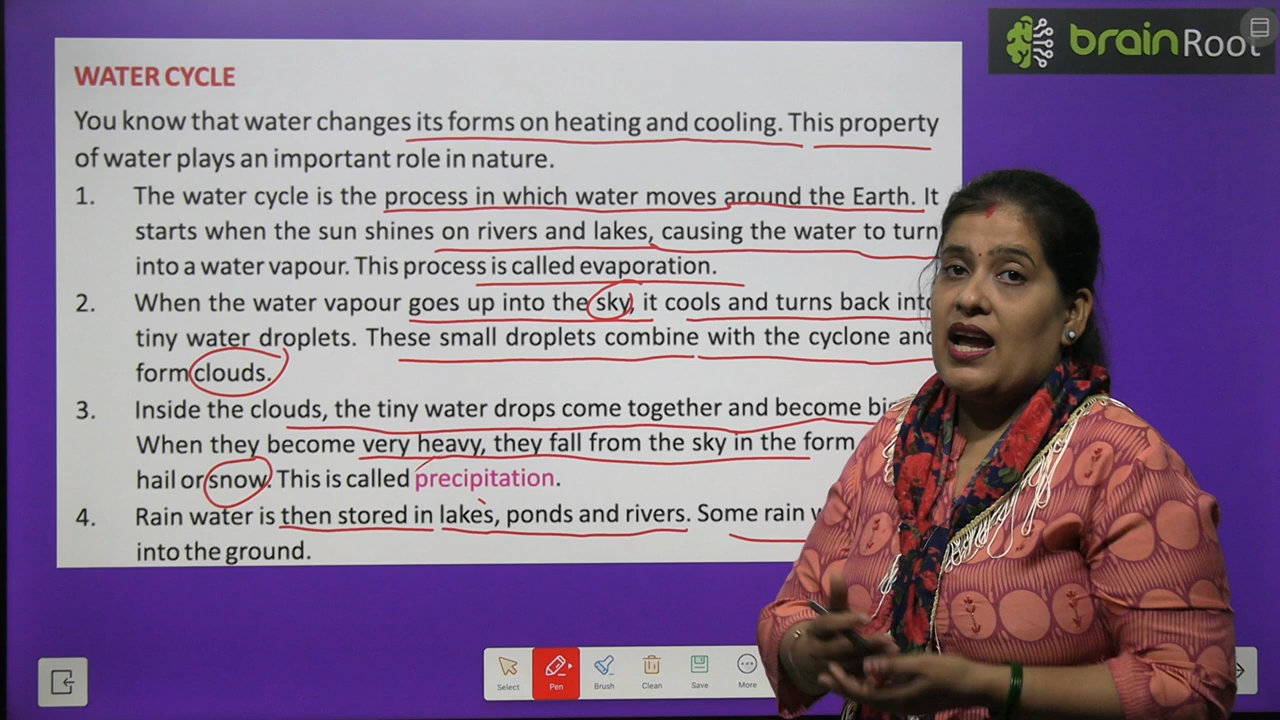 brainRoot
WATER CYCLE
You know that water changes its forms on heating and cooling. This property
of water plays an important role in nature.
1. The water cycle is the process in which water moves around the Earth. It
starts when the sun shines on rivers and lakes, causing the water to turn
into a water vapour. This process is called evaporation.
2. When the water vapour goes up into the sky, it cools and turns back into
tiny water droplets. These small droplets combine with the cyclone and
form clouds.
3. Inside the clouds, the tiny water drops come together and become
When they become very heavy, they fall from the sky in the form
hail or snow. This is called precipitation.
4. Rain water is then stored in lakes, ponds and rivers. Some rain
into the ground.
Select Pen Brush Clean Save More